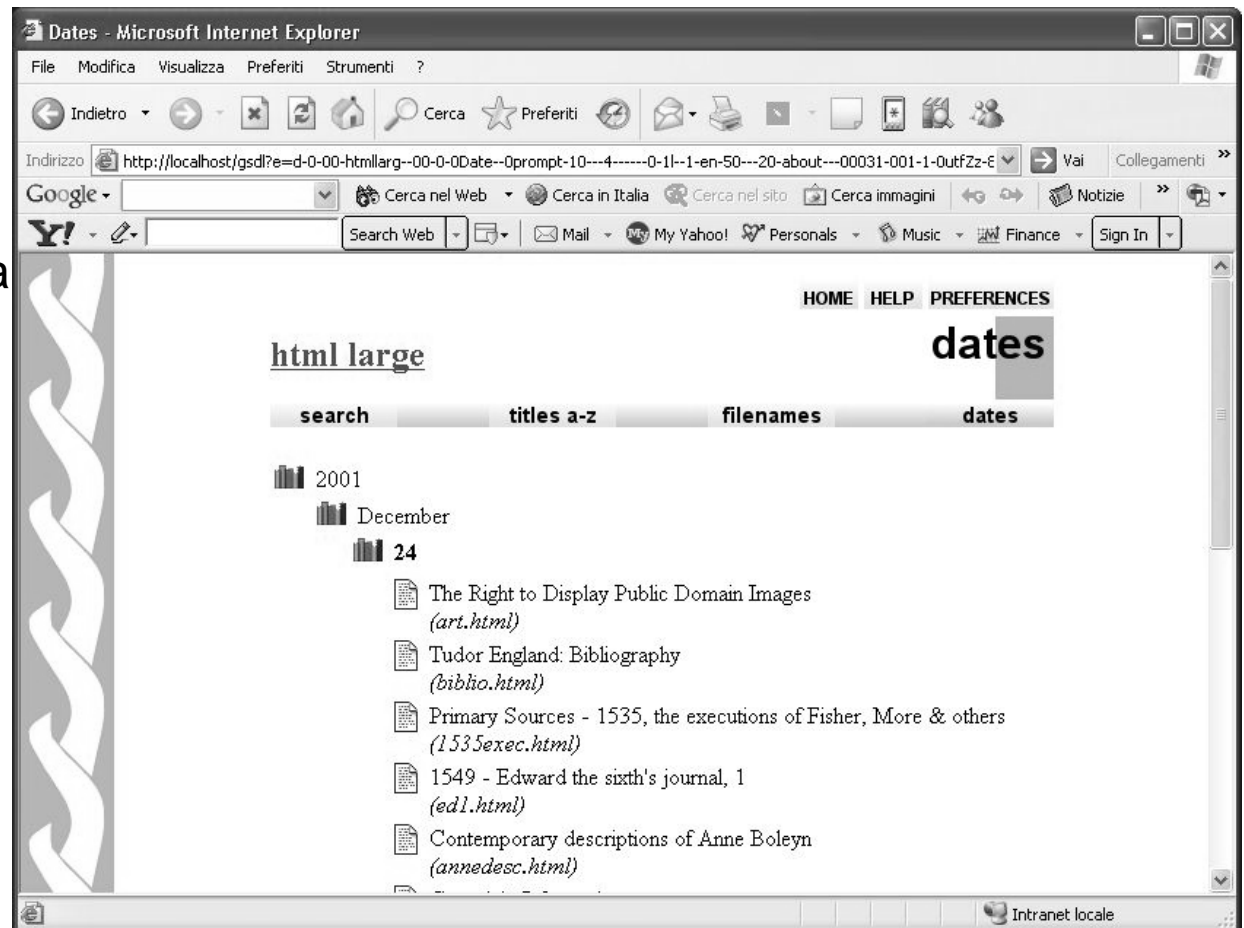 Dates - Microsoft Internet Explorer
File Modifica Visualizza Preferiti Strumenti ?
Indietro Cerca Preferiti
Indirizzo http://localhost/gsdl?e=d-0-00-htmllarg--00-0-0Date--0prompt-10---4------0-1l--1-en-50---20-about---00031-001-1-0utfZz-8 Vai Collegamenti »
Google Cerca nel Web Cerca in Italia Cerca nel sito Cerca immagini Notizie »
Y! Search Web Mail My My Yahoo! Personals Music Finance Sign In
a
HOME HELP PREFERENCES
dates
html large
search titles a-z filenames dates
2001
December
24
The Right to Display Public Domain Images
(art.html)
Tudor England: Bibliography
(biblio.html)
Primary Sources - 1535, the executions of Fisher, More & others
(1535exec.html)
1549 - Edward the sixth's journal, 1
(ed1.html)
Contemporary descriptions of Anne Boleyn
(annedesc.html)
Intranet locale